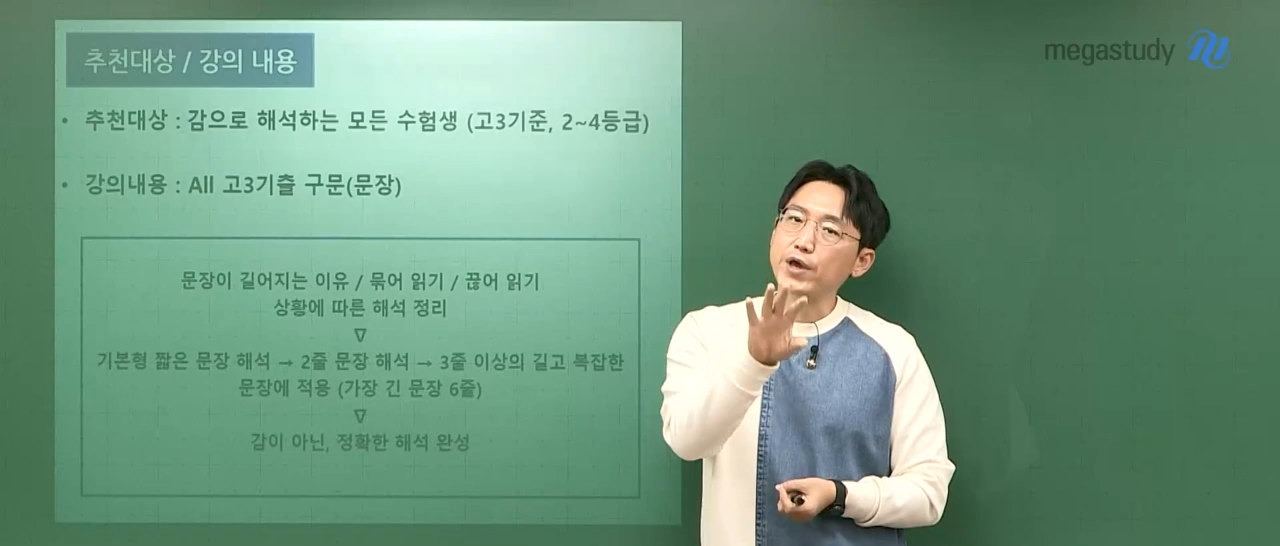 추천대상 / 강의 내용
megastudy
• 추천대상 : 감으로 해석하는 모든 수험생 (고3기준, 2~4등급)
• 강의내용 : All 고3기출 구문(문장)
문장이 길어지는 이유 / 묶어 읽기 / 끊어 읽기
상황에 따른 해석 정리
∇
기본형 짧은 문장 해석 → 2줄 문장 해석 → 3줄 이상의 길고 복잡한
문장에 적용 (가장 긴 문장 6줄)
∇
감이 아닌, 정확한 해석 완성